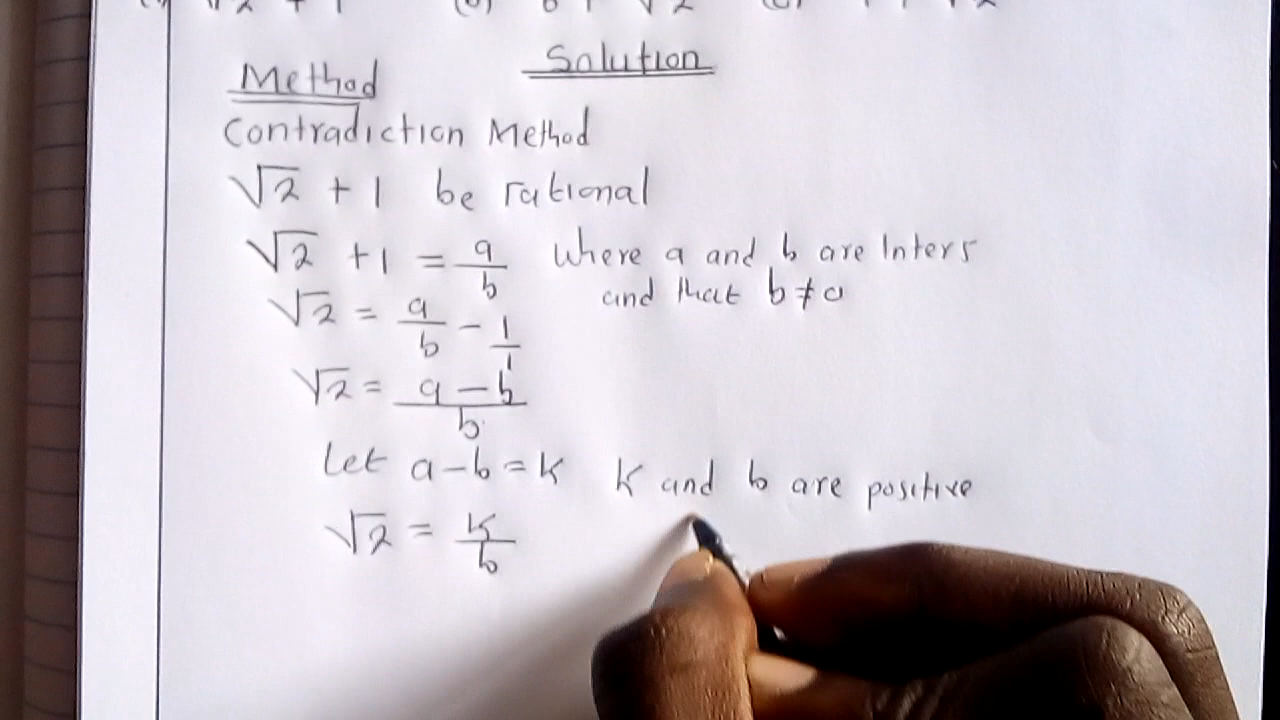 Solution
Method
Contradiction Method
√2 + 1 be rational
√2 + 1 = a/b where a and b are Inters
and that b ≠ 0
√2 = a/b - 1/1
√2 = a - b/b
Let a - b = K K and b are positive
√2 = K/b